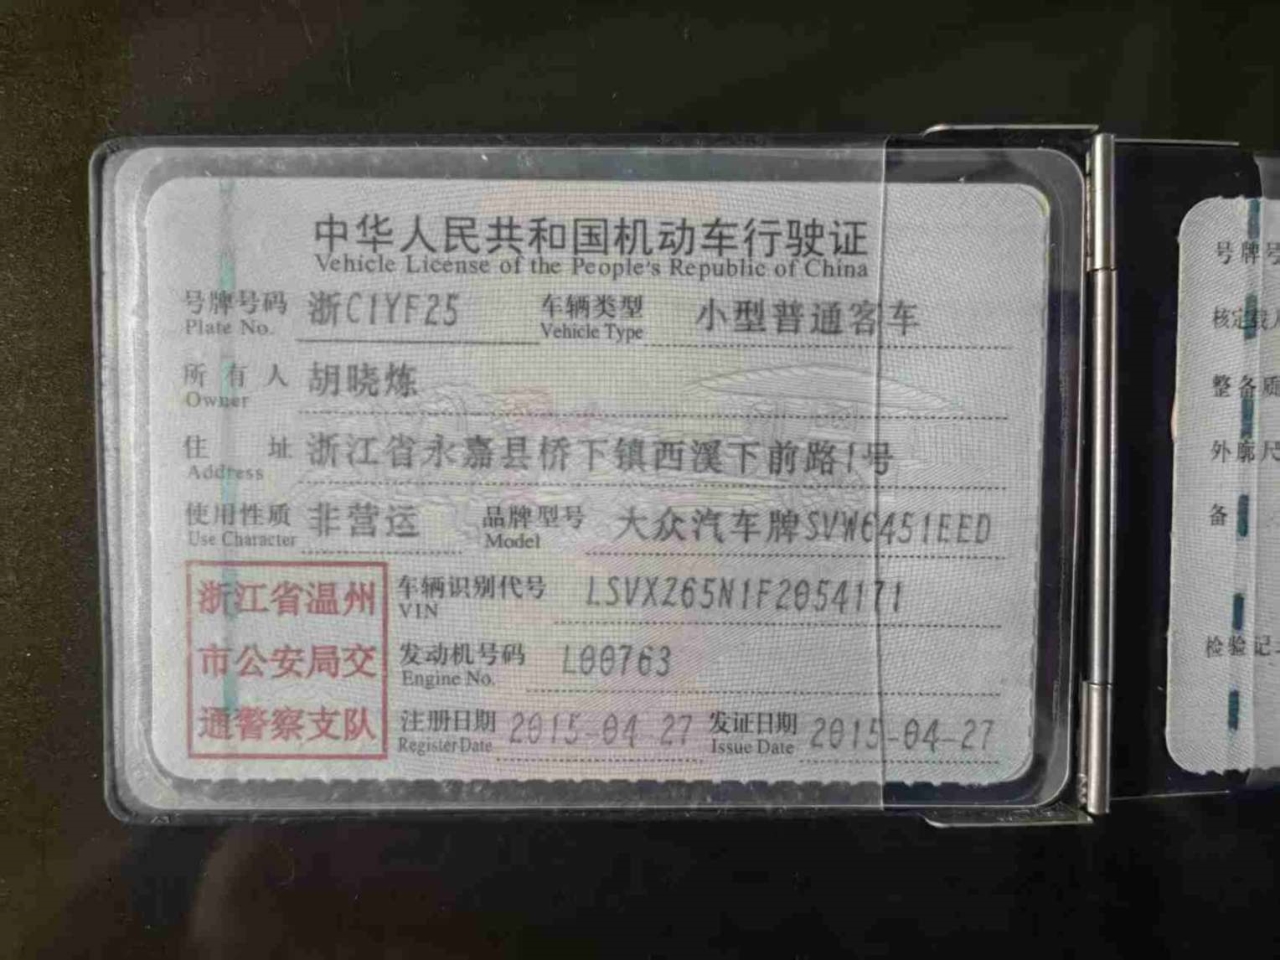 中华人民共和国机动车行驶证
Vehicle License of the People's Republic of China
号牌号码 浙C1YF25 车辆类型 小型普通客车
Plate No. Vehicle Type
所有人 胡晓炼
Owner
住址 浙江省永嘉县桥下镇西溪下前路1号
Address
使用性质 非营运 品牌型号 大众汽车牌SVW6451EED
Use Character Model
浙江省温州
市公安局交
通警察支队
车辆识别代号 LSVXZ65N1F2054171
VIN
发动机号码 L00763
Engine No.
注册日期 2015-04-27 发证日期 2015-04-27
Register Date Issue Date
号牌号
核定载人
整备质
外廓尺
备
检验记